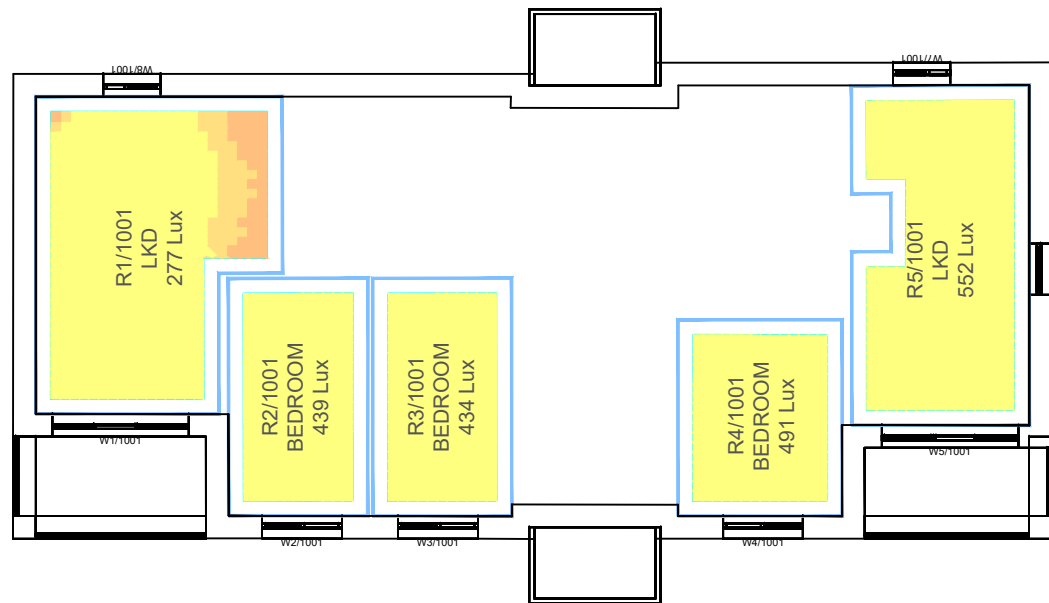 W8/1001
W7/1001
R1/1001
LKD
277 Lux
R5/1001
LKD
552 Lux
R2/1001
BEDROOM
439 Lux
R3/1001
BEDROOM
434 Lux
R4/1001
BEDROOM
491 Lux
W1/1001
W5/1001
W2/1001
W3/1001
W4/1001